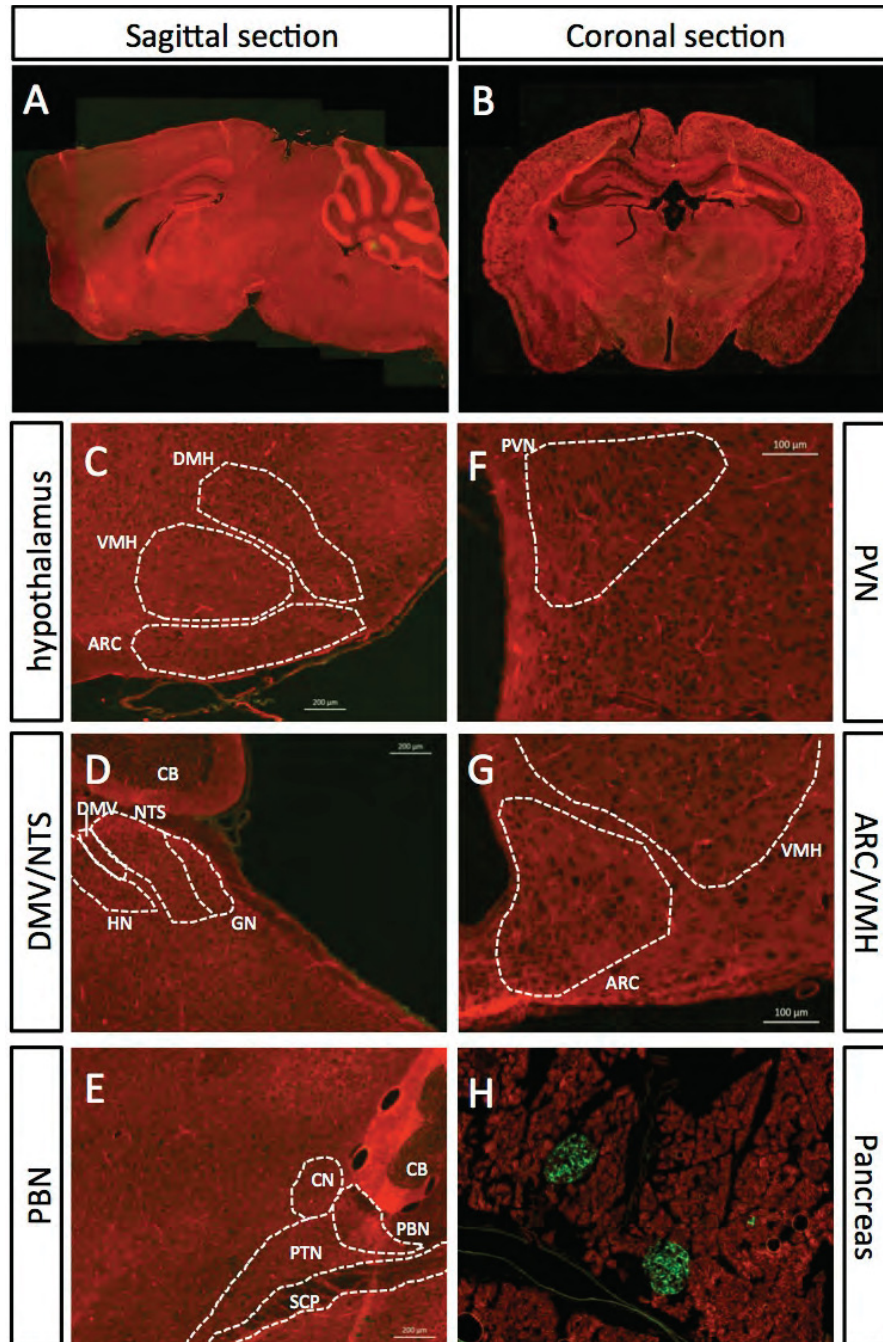 Sagittal section
Coronal section
A
B
hypothalamus
C
DMH
VMH
ARC
200 µm
F
PVN
100 µm
PVN
DMV/NTS
D
200 µm
CB
DMV
NTS
HN
GN
G
VMH
ARC
100 µm
ARC/VMH
PBN
E
CN
CB
PBN
PTN
SCP
200 µm
H
Pancreas